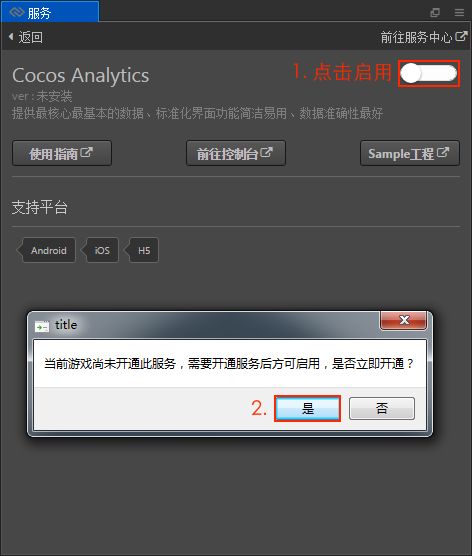 服务
返回
前往服务中心
Cocos Analytics
1. 点击启用
ver : 未安装
提供最核心最基本的数据、标准化界面功能简洁易用、数据准确性最好
使用指南
前往控制台
Sample工程
支持平台
Android
iOS
H5
title
当前游戏尚未开通此服务，需要开通服务后方可启用，是否立即开通？
2.
是
否